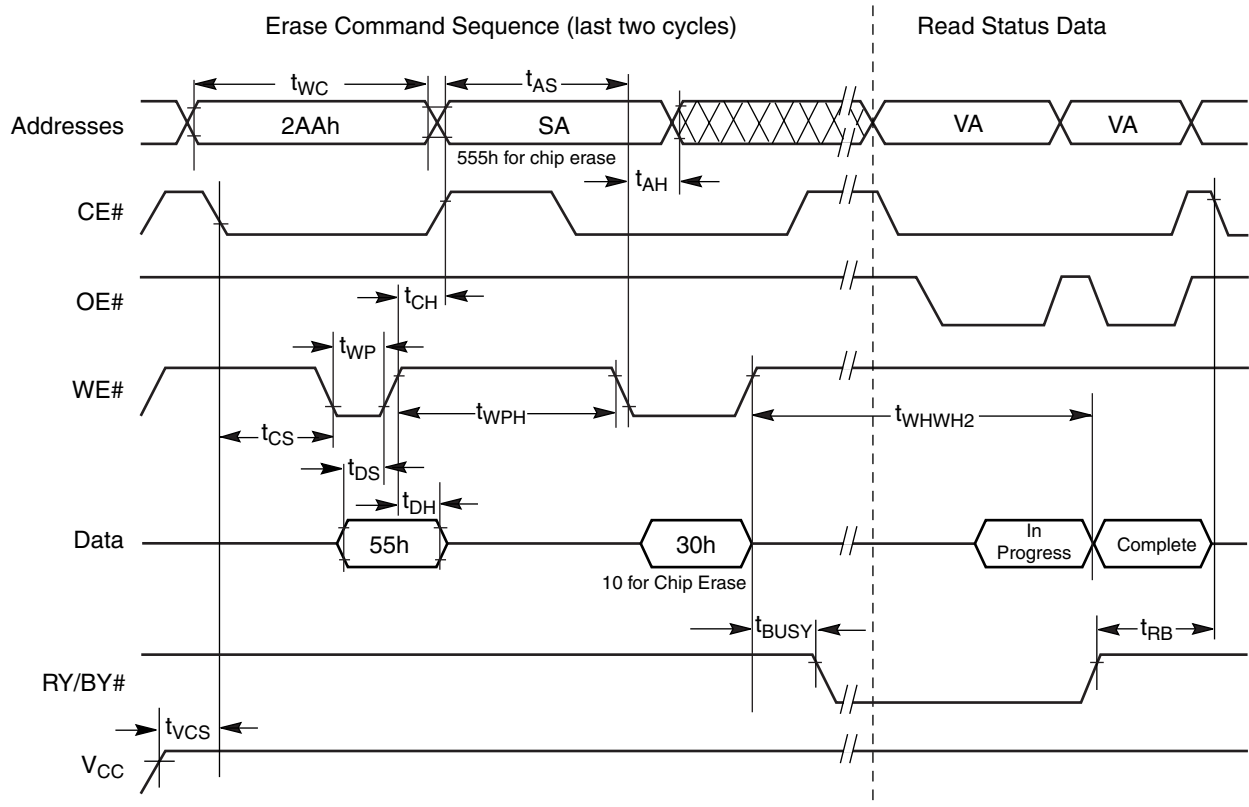 Erase Command Sequence (last two cycles)
Read Status Data
tWC
tAS
Addresses
2AAh
SA
VA
VA
555h for chip erase
tAH
CE#
tCH
OE#
tWP
WE#
tWPH
tWHWH2
tCS
tDS
tDH
Data
55h
30h
In
Progress
Complete
10 for Chip Erase
tBUSY
tRB
RY/BY#
tVCS
VCC